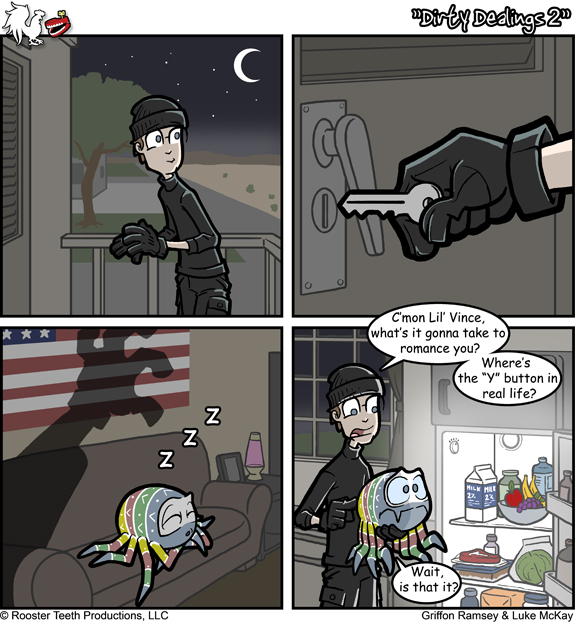 "Dirty Dealings 2"
Z
Z
Z
C'mon Lil' Vince,
what's it gonna take to
romance you?
Where's
the "Y" button in
real life?
MILK
2%
MILK
2%
Wait,
is that it?
© Rooster Teeth Productions, LLC
Griffon Ramsey & Luke McKay